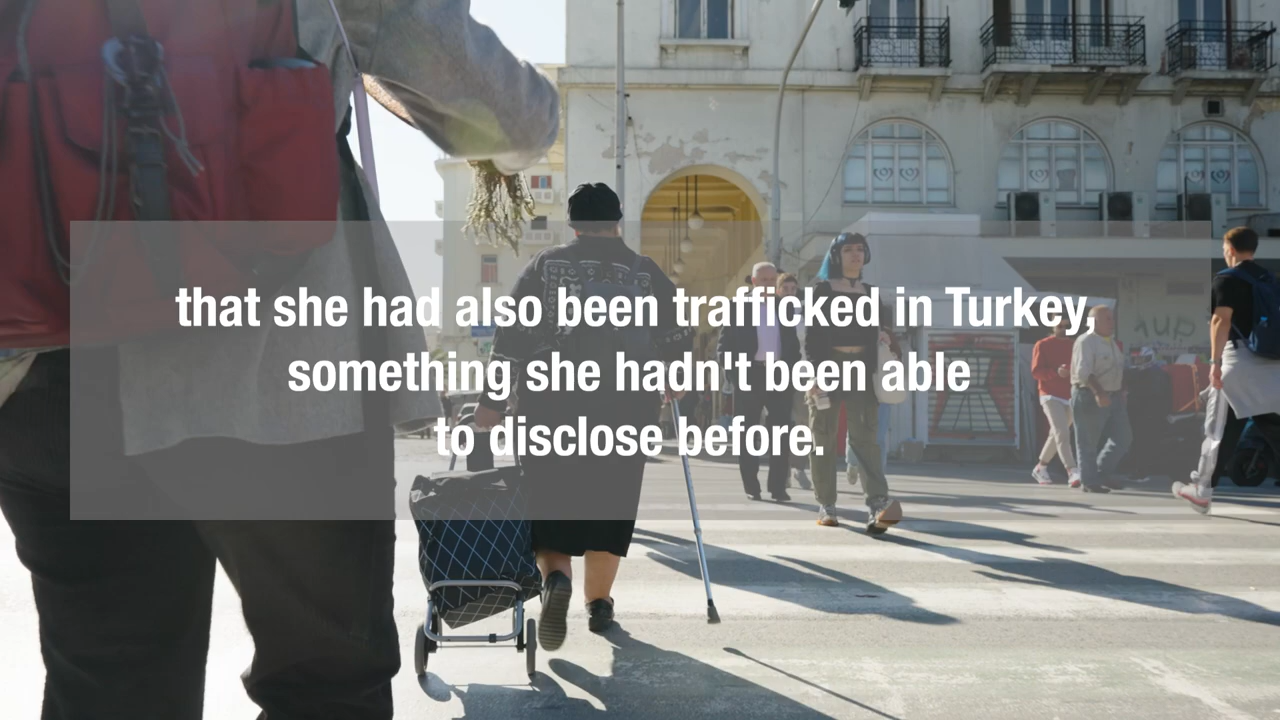 that she had also been trafficked in Turkey,
something she hadn't been able
to disclose before.